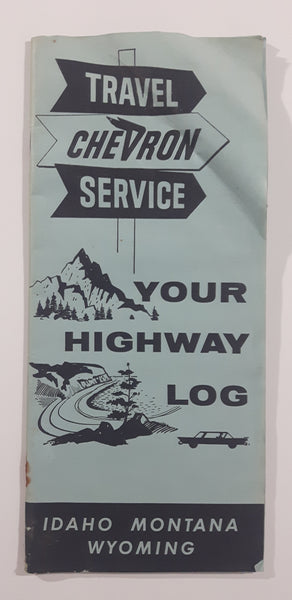 TRAVEL
CHEVRON
SERVICE
YOUR
HIGHWAY
LOG
IDAHO MONTANA
WYOMING